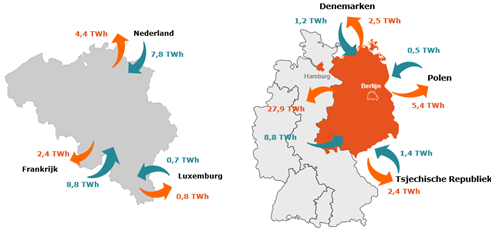 4,4 TWh
Nederland
7,8 TWh
2,4 TWh
Frankrijk
8,8 TWh
0,7 TWh
Luxemburg
0,8 TWh
Denemarken
1,2 TWh
2,5 TWh
Hamburg
0,5 TWh
Polen
Berlijn
5,4 TWh
27,9 TWh
8,8 TWh
1,4 TWh
Tsjechische Republiek
2,4 TWh